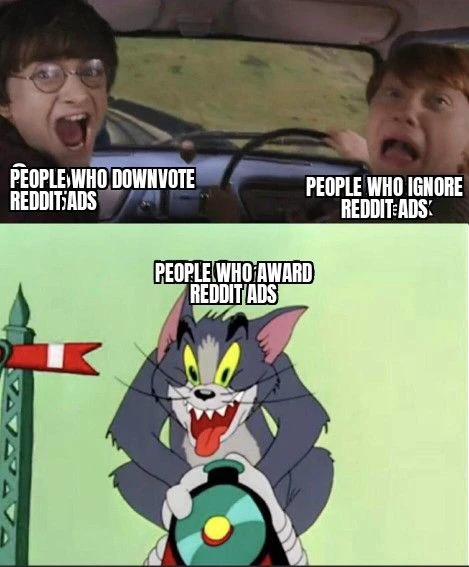 PEOPLE WHO DOWNVOTE
REDDIT ADS
PEOPLE WHO IGNORE
REDDIT ADS
PEOPLE WHO AWARD
REDDIT ADS